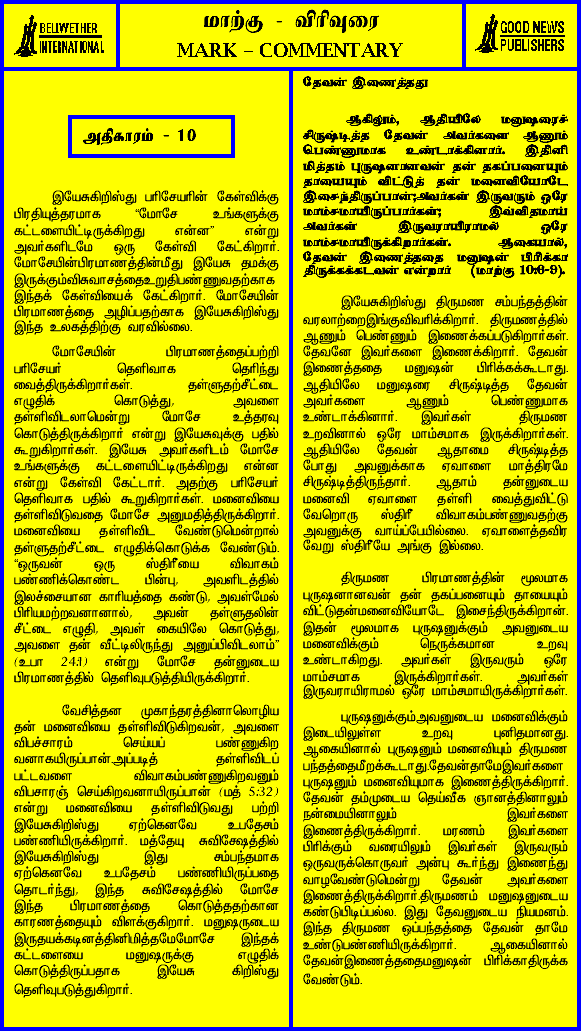 BELWETHER
INTERNATIONAL
மாற்கு - விரிவுரை
MARK – COMMENTARY
GOOD NEWS
PUBLISHERS
அதிகாரம் - 10
இயேசுகிறிஸ்து பரிசேயரின் கேள்விக்கு
பிரதியுத்தரமாக "மோசே உங்களுக்கு
கட்டளையிட்டிருக்கிறது என்ன" என்று
அவர்களிடமே ஒரு கேள்வி கேட்கிறார்.
மோசேயின்பிரமாணத்தின்மீது இயேசு தமக்கு
இருக்கும்விசுவாசத்தைஉறுதிபண்ணுவதற்காக
இந்தக் கேள்வியைக் கேட்கிறார். மோசேயின்
பிரமாணத்தை அழிப்பதற்காக இயேசுகிறிஸ்து
இந்த உலகத்திற்கு வரவில்லை.
மோசேயின் பிரமாணத்தைப்பற்றி
பரிசேயர் தெளிவாக தெரிந்து
வைத்திருக்கிறார்கள். தள்ளுதற்சீட்டை
எழுதிக் கொடுத்து, அவளை
தள்ளிவிடலாமென்று மோசே உத்தரவு
கொடுத்திருக்கிறார் என்று இயேசுவுக்கு பதில்
கூறுகிறார்கள். இயேசு அவர்களிடம் மோசே
உங்களுக்கு கட்டளையிட்டிருக்கிறது என்ன
என்று கேள்வி கேட்டார். அதற்கு பரிசேயர்
தெளிவாக பதில் கூறுகிறார்கள். மனைவியை
தள்ளிவிடுவதை மோசே அனுமதித்திருக்கிறார்.
மனைவியை தள்ளிவிட வேண்டுமென்றால்
தள்ளுதற்சீட்டை எழுதிக்கொடுக்க வேண்டும்.
"ஒருவன் ஒரு ஸ்திரீயை விவாகம்
பண்ணிக்கொண்ட பின்பு, அவளிடத்தில்
இலச்சையான காரியத்தை கண்டு, அவள்மேல்
பிரியமற்றவனானால், அவன் தள்ளுதலின்
சீட்டை எழுதி, அவள் கையிலே கொடுத்து,
அவளை தன் வீட்டிலிருந்து அனுப்பிவிடலாம்"
(உபா 24:1) என்று மோசே தன்னுடைய
பிரமாணத்தில் தெளிவுபடுத்தியிருக்கிறார்.
வேசித்தன முகாந்தரத்தினாலொழிய
தன் மனைவியை தள்ளிவிடுகிறவன், அவளை
விபச்சாரம் செய்யப் பண்ணுகிற
வனாகயிருப்பான்.அப்படித் தள்ளிவிடப்
பட்டவளை விவாகம்பண்ணுகிறவனும்
விபசாரஞ் செய்கிறவனாயிருப்பான் (மத் 5:32)
என்று மனைவியை தள்ளிவிடுவது பற்றி
இயேசுகிறிஸ்து ஏற்கெனவே உபதேசம்
பண்ணியிருக்கிறார். மத்தேயு சுவிசேஷத்தில்
இயேசுகிறிஸ்து இது சம்பந்தமாக
ஏற்கெனவே உபதேசம் பண்ணியிருப்பதை
தொடர்ந்து, இந்த சுவிசேஷத்தில் மோசே
இந்த பிரமாணத்தை கொடுத்ததற்கான
காரணத்தையும் விளக்குகிறார். மனுஷருடைய
இருதயக்கடினத்தினிமித்தமேமோசே இந்தக்
கட்டளையை மனுஷருக்கு எழுதிக்
கொடுத்திருப்பதாக இயேசு கிறிஸ்து
தெளிவுபடுத்துகிறார்.
தேவன் இணைத்தது
ஆகிலும், ஆதியிலே மனுஷரைச்
சிருஷ்டித்த தேவன் அவர்களை ஆணும்
பெண்ணுமாக உண்டாக்கினார். இதினி
மித்தம் புருஷனானவன் தன் தகப்பனையும்
தாயையும் விட்டுத் தன் மனைவியோடே
இசைந்திருப்பான்;அவர்கள் இருவரும் ஒரே
மாம்சமாயிருப்பார்கள்; இவ்விதமாய்
அவர்கள் இருவராயிராமல் ஒரே
மாம்சமாயிருக்கிறார்கள். ஆகையால்,
தேவன் இணைத்ததை மனுஷன் பிரிக்கா
திருக்கக்கடவன் என்றார் (மாற்கு 10:6-9).
இயேசுகிறிஸ்து திருமண சம்பந்தத்தின்
வரலாற்றைஇங்குவிவரிக்கிறார். திருமணத்தில்
ஆணும் பெண்ணும் இணைக்கப்படுகிறார்கள்.
தேவனே இவர்களை இணைக்கிறார். தேவன்
இணைத்ததை மனுஷன் பிரிக்கக்கூடாது.
ஆதியிலே மனுஷரை சிருஷ்டித்த தேவன்
அவர்களை ஆணும் பெண்ணுமாக
உண்டாக்கினார். இவர்கள் திருமண
உறவினால் ஒரே மாம்சமாக இருக்கிறார்கள்.
ஆதியிலே தேவன் ஆதாமை சிருஷ்டித்த
போது அவனுக்காக ஏவாளை மாத்திரமே
சிருஷ்டித்திருந்தார். ஆதாம் தன்னுடைய
மனைவி ஏவாளை தள்ளி வைத்துவிட்டு
வேறொரு ஸ்திரீ விவாகம்பண்ணுவதற்கு
அவனுக்கு வாய்ப்பேயில்லை. ஏவாளைத்தவிர
வேறு ஸ்திரீயே அங்கு இல்லை.
திருமண பிரமாணத்தின் மூலமாக
புருஷனானவன் தன் தகப்பனையும் தாயையும்
விட்டுதன்மனைவியோடே இசைந்திருக்கிறான்.
இதன் மூலமாக புருஷனுக்கும் அவனுடைய
மனைவிக்கும் நெருக்கமான உறவு
உண்டாகிறது. அவர்கள் இருவரும் ஒரே
மாம்சமாக இருக்கிறார்கள். அவர்கள்
இருவராயிராமல் ஒரே மாம்சமாயிருக்கிறார்கள்.
புருஷனுக்கும்அவனுடைய மனைவிக்கும்
இடையிலுள்ள உறவு புனிதமானது.
ஆகையினால் புருஷனும் மனைவியும் திருமண
பந்தத்தைமீறக்கூடாது.தேவன்தாமேஇவர்களை
புருஷனும் மனைவியுமாக இணைத்திருக்கிறார்.
தேவன் தம்முடைய தெய்வீக ஞானத்தினாலும்
நன்மையினாலும் இவர்களை
இணைத்திருக்கிறார். மரணம் இவர்களை
பிரிக்கும் வரையிலும் இவர்கள் இருவரும்
ஒருவருக்கொருவர் அன்பு கூர்ந்து இணைந்து
வாழவேண்டுமென்று தேவன் அவர்களை
இணைத்திருக்கிறார்.திருமணம் மனுஷனுடைய
கண்டுபிடிப்பல்ல. இது தேவனுடைய நியமனம்.
இந்த திருமண ஒப்பந்தத்தை தேவன் தாமே
உண்டுபண்ணியிருக்கிறார். ஆகையினால்
தேவன்இணைத்ததைமனுஷன் பிரிக்காதிருக்க
வேண்டும்.